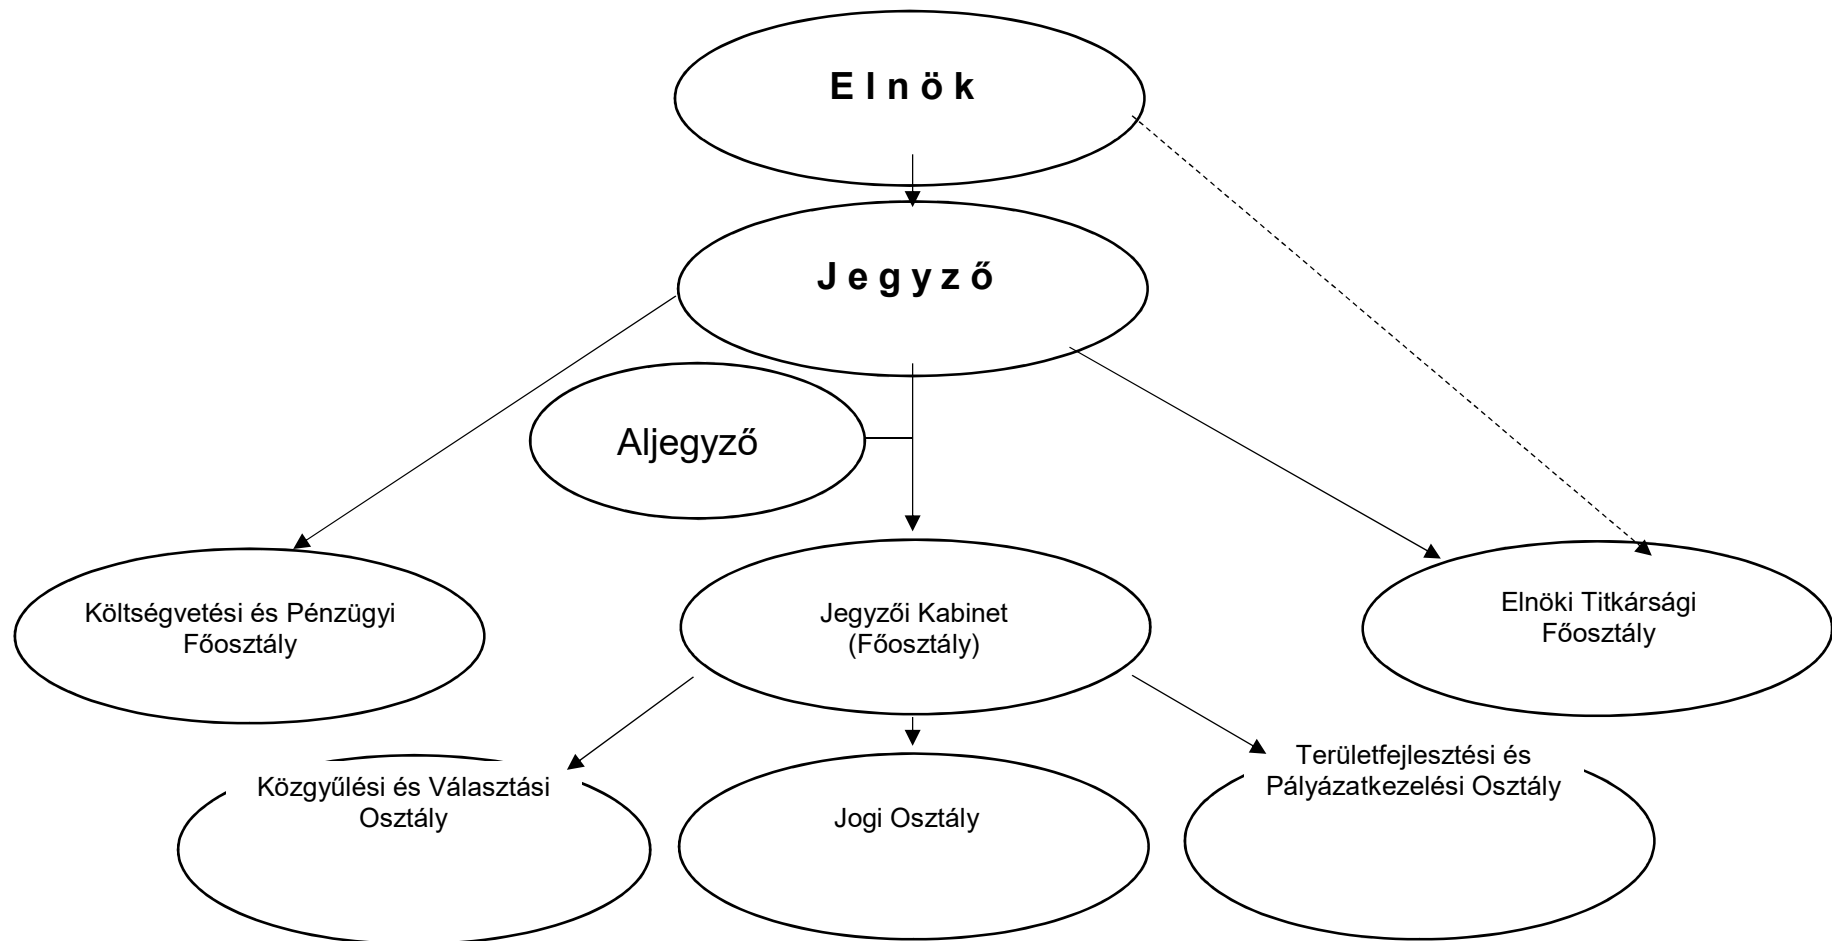 E l n ö k
J e g y z ő
Aljegyző
Költségvetési és Pénzügyi
Főosztály
Jegyzői Kabinet
(Főosztály)
Elnöki Titkársági
Főosztály
Közgyűlési és Választási
Osztály
Jogi Osztály
Területfejlesztési és
Pályázatkezelési Osztály